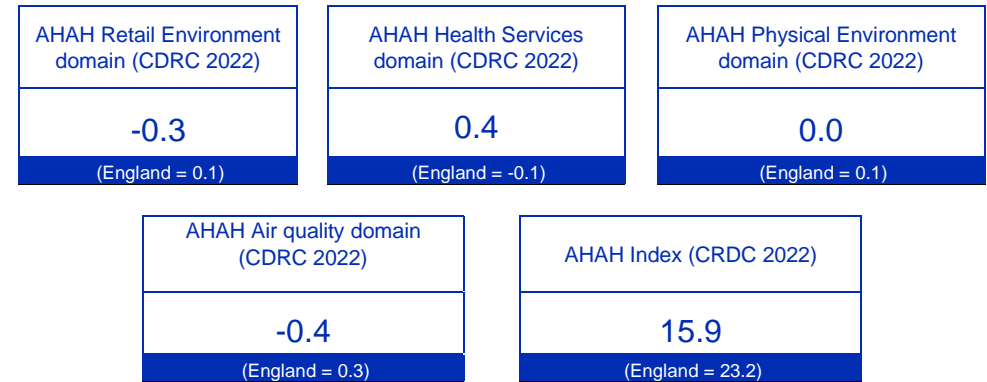 AHAH Retail Environment
domain (CDRC 2022)
-0.3
(England = 0.1)
AHAH Health Services
domain (CDRC 2022)
0.4
(England = -0.1)
AHAH Physical Environment
domain (CDRC 2022)
0.0
(England = 0.1)
AHAH Air quality domain
(CDRC 2022)
-0.4
(England = 0.3)
AHAH Index (CRDC 2022)
15.9
(England = 23.2)